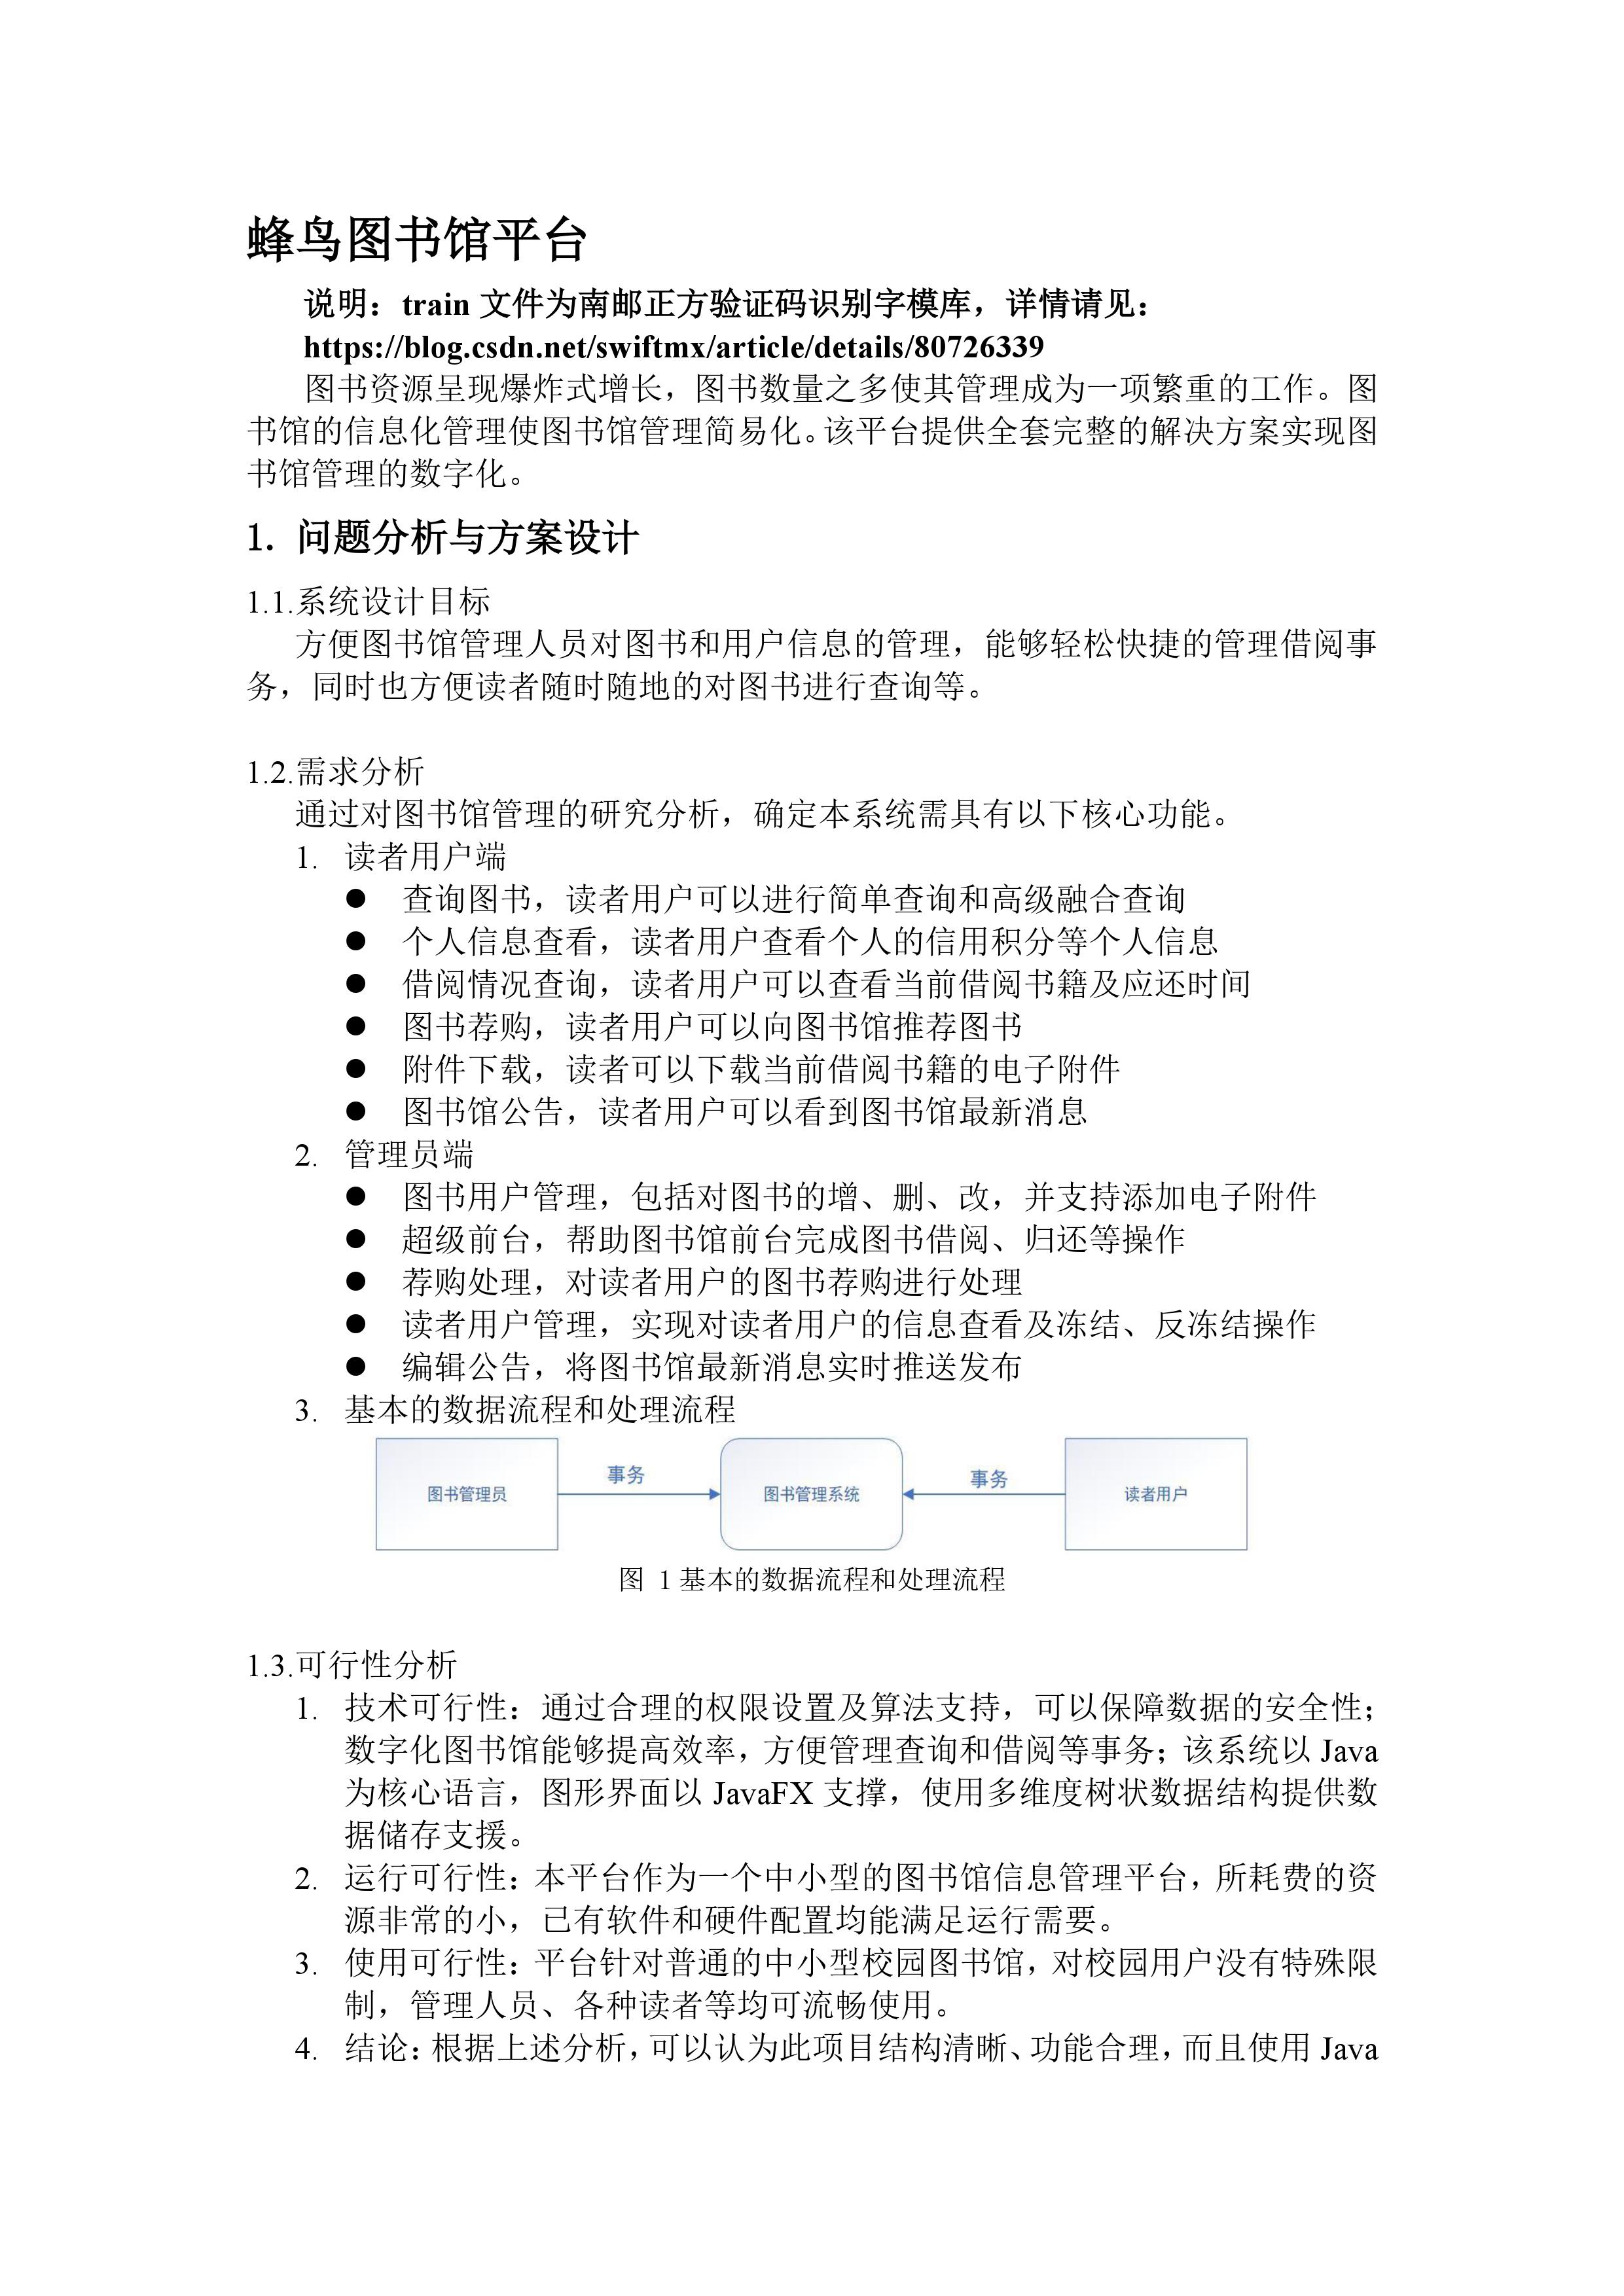 蜂鸟图书馆平台
说明：train 文件为南邮正方验证码识别字模库，详情请见：
https://blog.csdn.net/swiftmx/article/details/80726339
图书资源呈现爆炸式增长，图书数量之多使其管理成为一项繁重的工作。图
书馆的信息化管理使图书馆管理简易化。该平台提供全套完整的解决方案实现图
书馆管理的数字化。
1. 问题分析与方案设计
1.1.系统设计目标
方便图书馆管理人员对图书和用户信息的管理，能够轻松快捷的管理借阅事
务，同时也方便读者随时随地的对图书进行查询等。
1.2.需求分析
通过对图书馆管理的研究分析，确定本系统需具有以下核心功能。
1. 读者用户端
● 查询图书，读者用户可以进行简单查询和高级融合查询
● 个人信息查看，读者用户查看个人的信用积分等个人信息
● 借阅情况查询，读者用户可以查看当前借阅书籍及应还时间
● 图书荐购，读者用户可以向图书馆推荐图书
● 附件下载，读者可以下载当前借阅书籍的电子附件
● 图书馆公告，读者用户可以看到图书馆最新消息
2. 管理员端
● 图书用户管理，包括对图书的增、删、改，并支持添加电子附件
● 超级前台，帮助图书馆前台完成图书借阅、归还等操作
● 荐购处理，对读者用户的图书荐购进行处理
● 读者用户管理，实现对读者用户的信息查看及冻结、反冻结操作
● 编辑公告，将图书馆最新消息实时推送发布
3. 基本的数据流程和处理流程
图书管理员 事务 图书管理系统 事务 读者用户
图 1 基本的数据流程和处理流程
1.3.可行性分析
1. 技术可行性：通过合理的权限设置及算法支持，可以保障数据的安全性；
数字化图书馆能够提高效率，方便管理查询和借阅等事务；该系统以 Java
为核心语言，图形界面以 JavaFX 支撑，使用多维度树状数据结构提供数
据储存支援。
2. 运行可行性：本平台作为一个中小型的图书馆信息管理平台，所耗费的资
源非常的小，已有软件和硬件配置均能满足运行需要。
3. 使用可行性：平台针对普通的中小型校园图书馆，对校园用户没有特殊限
制，管理人员、各种读者等均可流畅使用。
4. 结论：根据上述分析，可以认为此项目结构清晰、功能合理，而且使用 Java